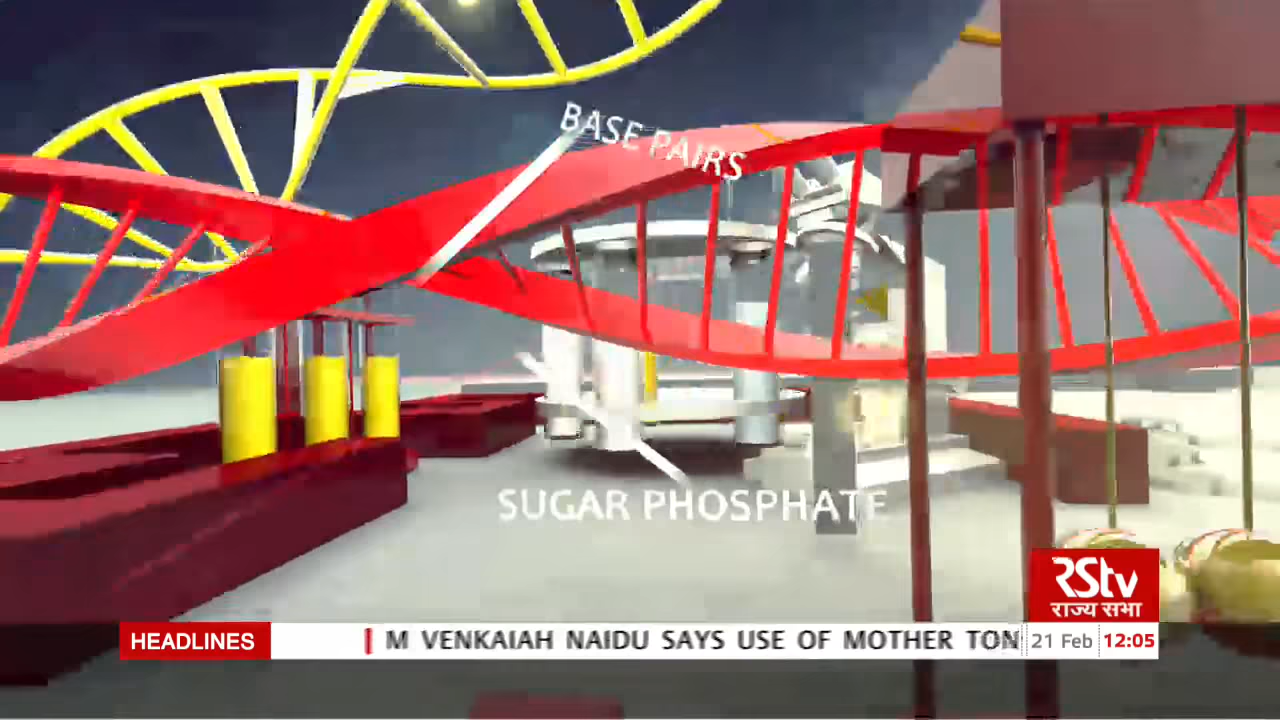 BASE PAIRS
SUGAR PHOSPHATE
RStv
राज्य सभा
HEADLINES
M VENKAIAH NAIDU SAYS USE OF MOTHER TON
21 Feb
12:05